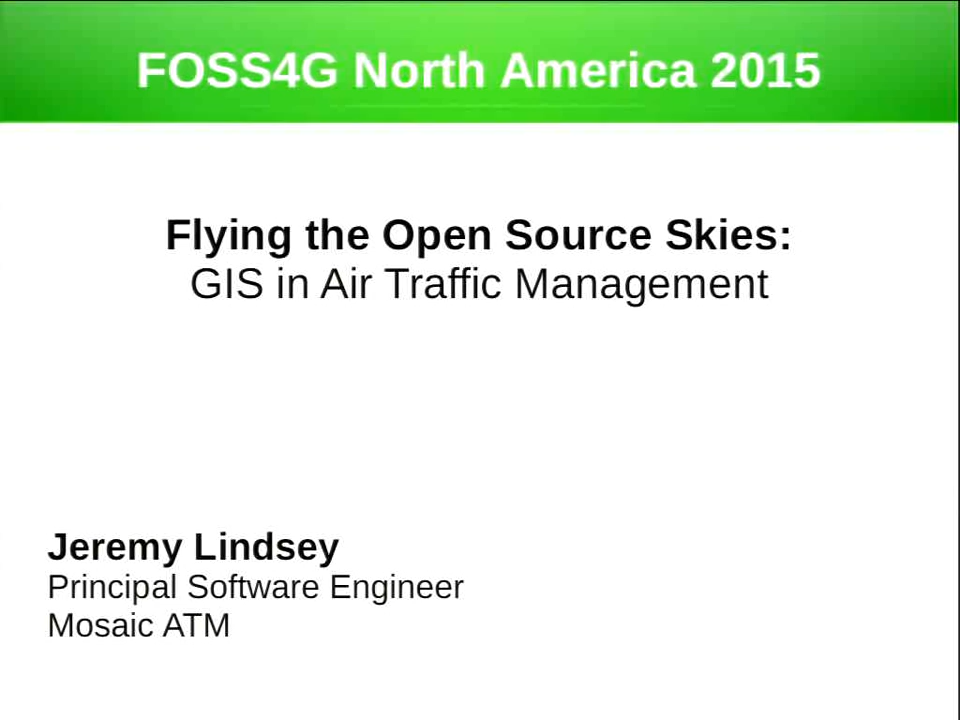 FOSS4G North America 2015
Flying the Open Source Skies:
GIS in Air Traffic Management
Jeremy Lindsey
Principal Software Engineer
Mosaic ATM